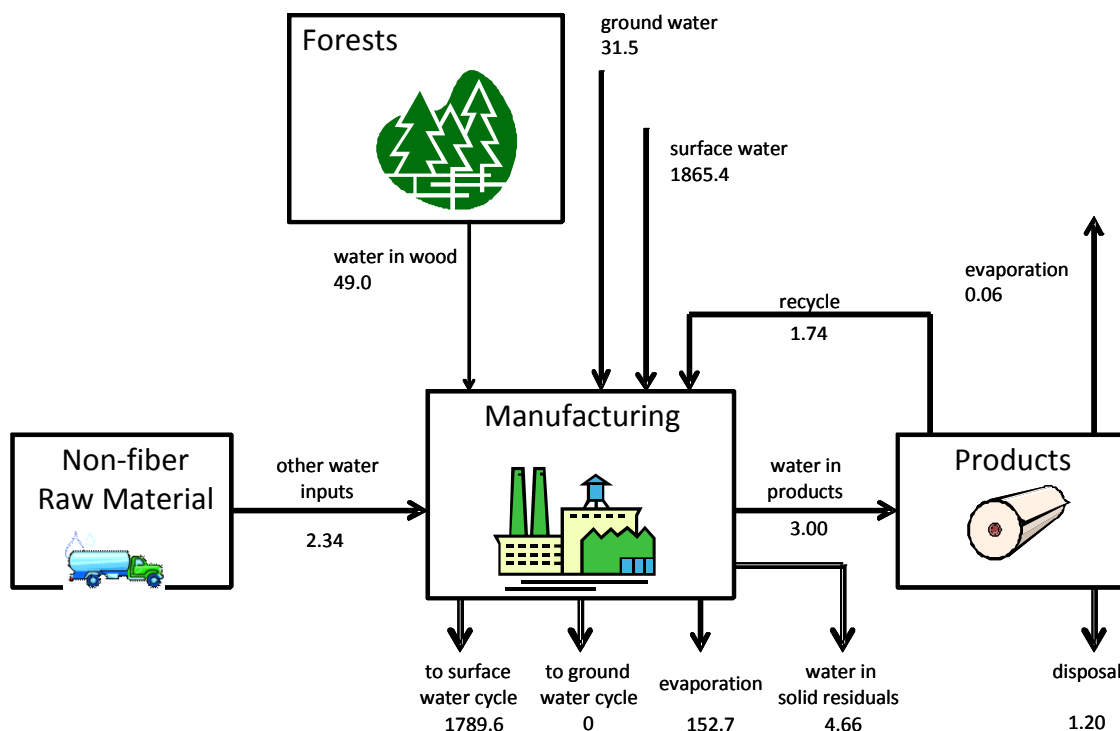 Forests
ground water
31.5
surface water
1865.4
water in wood
49.0
evaporation
0.06
recycle
1.74
Manufacturing
Non-fiber
Raw Material
other water
inputs
2.34
water in
products
3.00
Products
to surface
water cycle
1789.6
to ground
water cycle
0
evaporation
152.7
water in
solid residuals
4.66
disposal
1.20